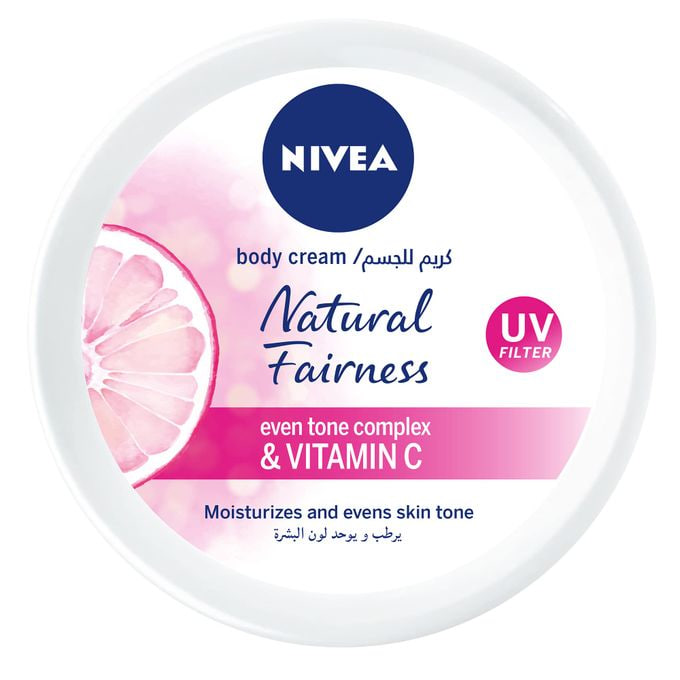 NIVEA
body cream / كريم للجسم
Natural
Fairness
UV
FILTER
even tone complex
& VITAMIN C
Moisturizes and evens skin tone
يرطب و يوحد لون البشرة